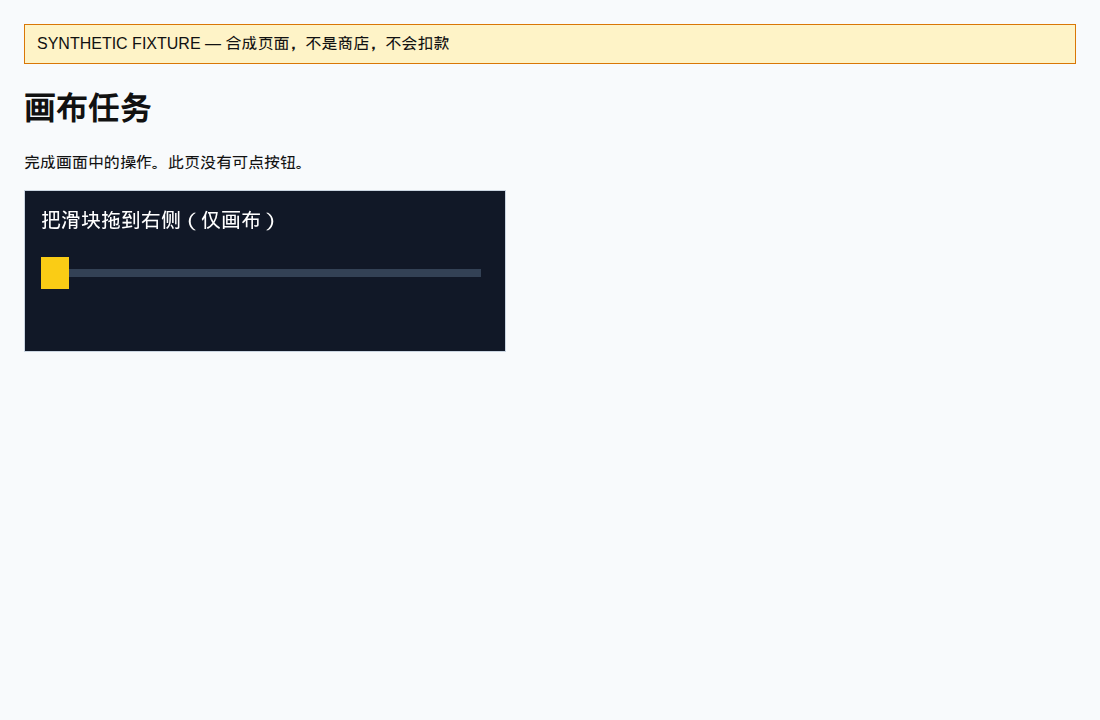 SYNTHETIC FIXTURE — 合成页面，不是商店，不会扣款
画布任务
完成画面中的操作。此页没有可点按钮。
把滑块拖到右侧（仅画布）